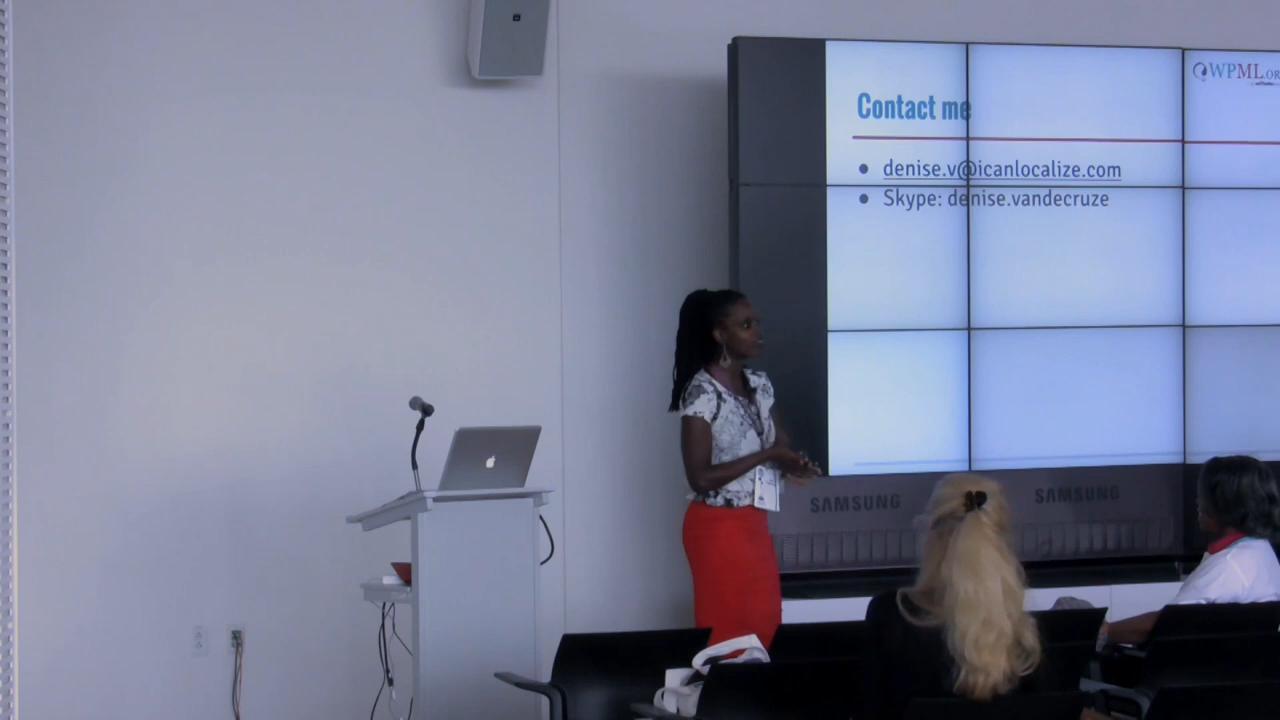 WPML.OR
Contact me
denise.v@icanlocalize.com
Skype: denise.vandecruze
SAMSUNG
SAMSUNG